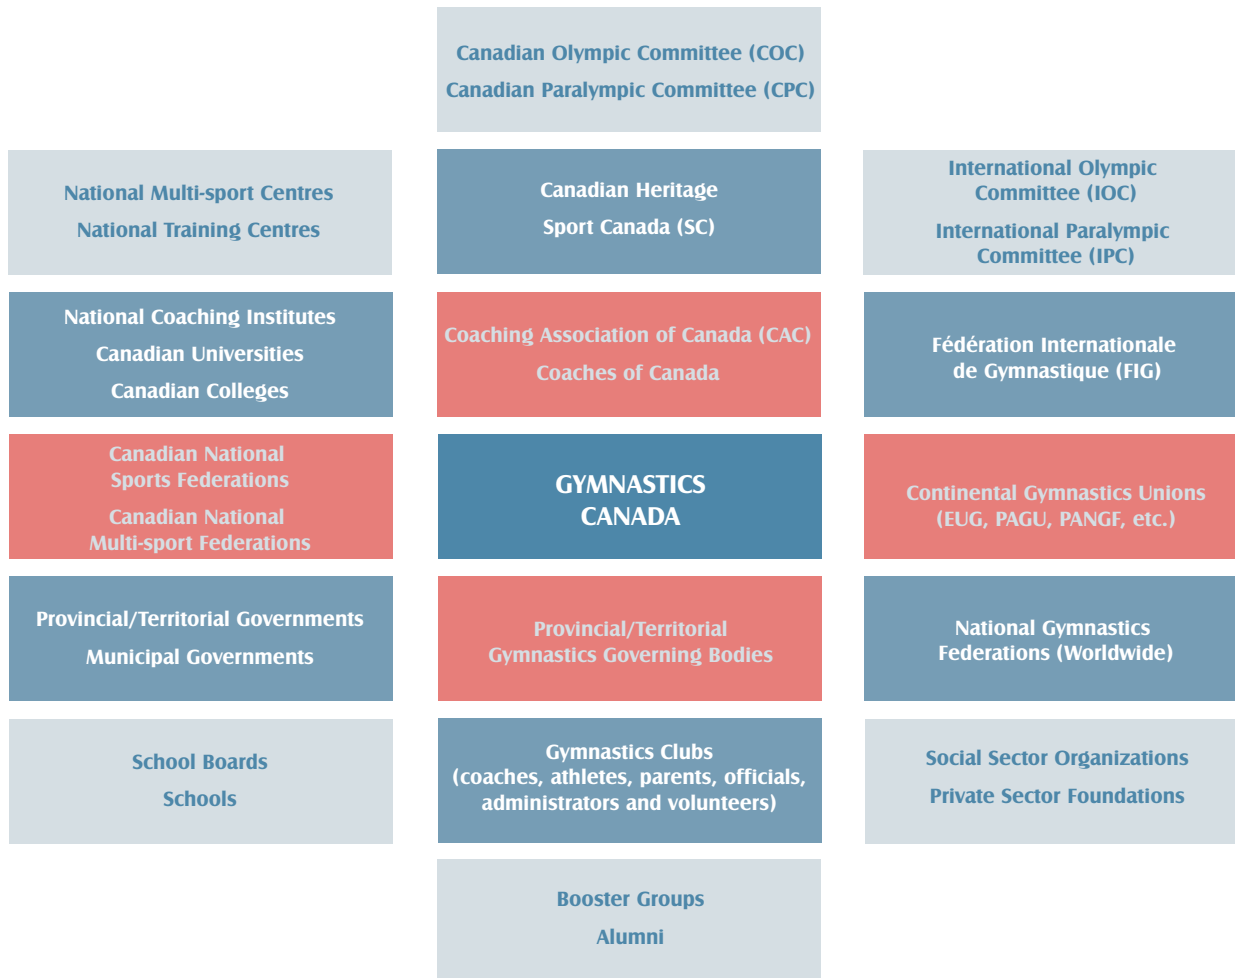 Canadian Olympic Committee (COC)
Canadian Paralympic Committee (CPC)
National Multi-sport Centres
National Training Centres
Canadian Heritage
Sport Canada (SC)
International Olympic
Committee (IOC)
International Paralympic
Committee (IPC)
National Coaching Institutes
Canadian Universities
Canadian Colleges
Coaching Association of Canada (CAC)
Coaches of Canada
Fédération Internationale
de Gymnastique (FIG)
Canadian National
Sports Federations
Canadian National
Multi-sport Federations
GYMNASTICS
CANADA
Continental Gymnastics Unions
(EUG, PAGU, PANGF, etc.)
Provincial/Territorial Governments
Municipal Governments
Provincial/Territorial
Gymnastics Governing Bodies
National Gymnastics
Federations (Worldwide)
School Boards
Schools
Gymnastics Clubs
(coaches, athletes, parents, officials,
administrators and volunteers)
Social Sector Organizations
Private Sector Foundations
Booster Groups
Alumni